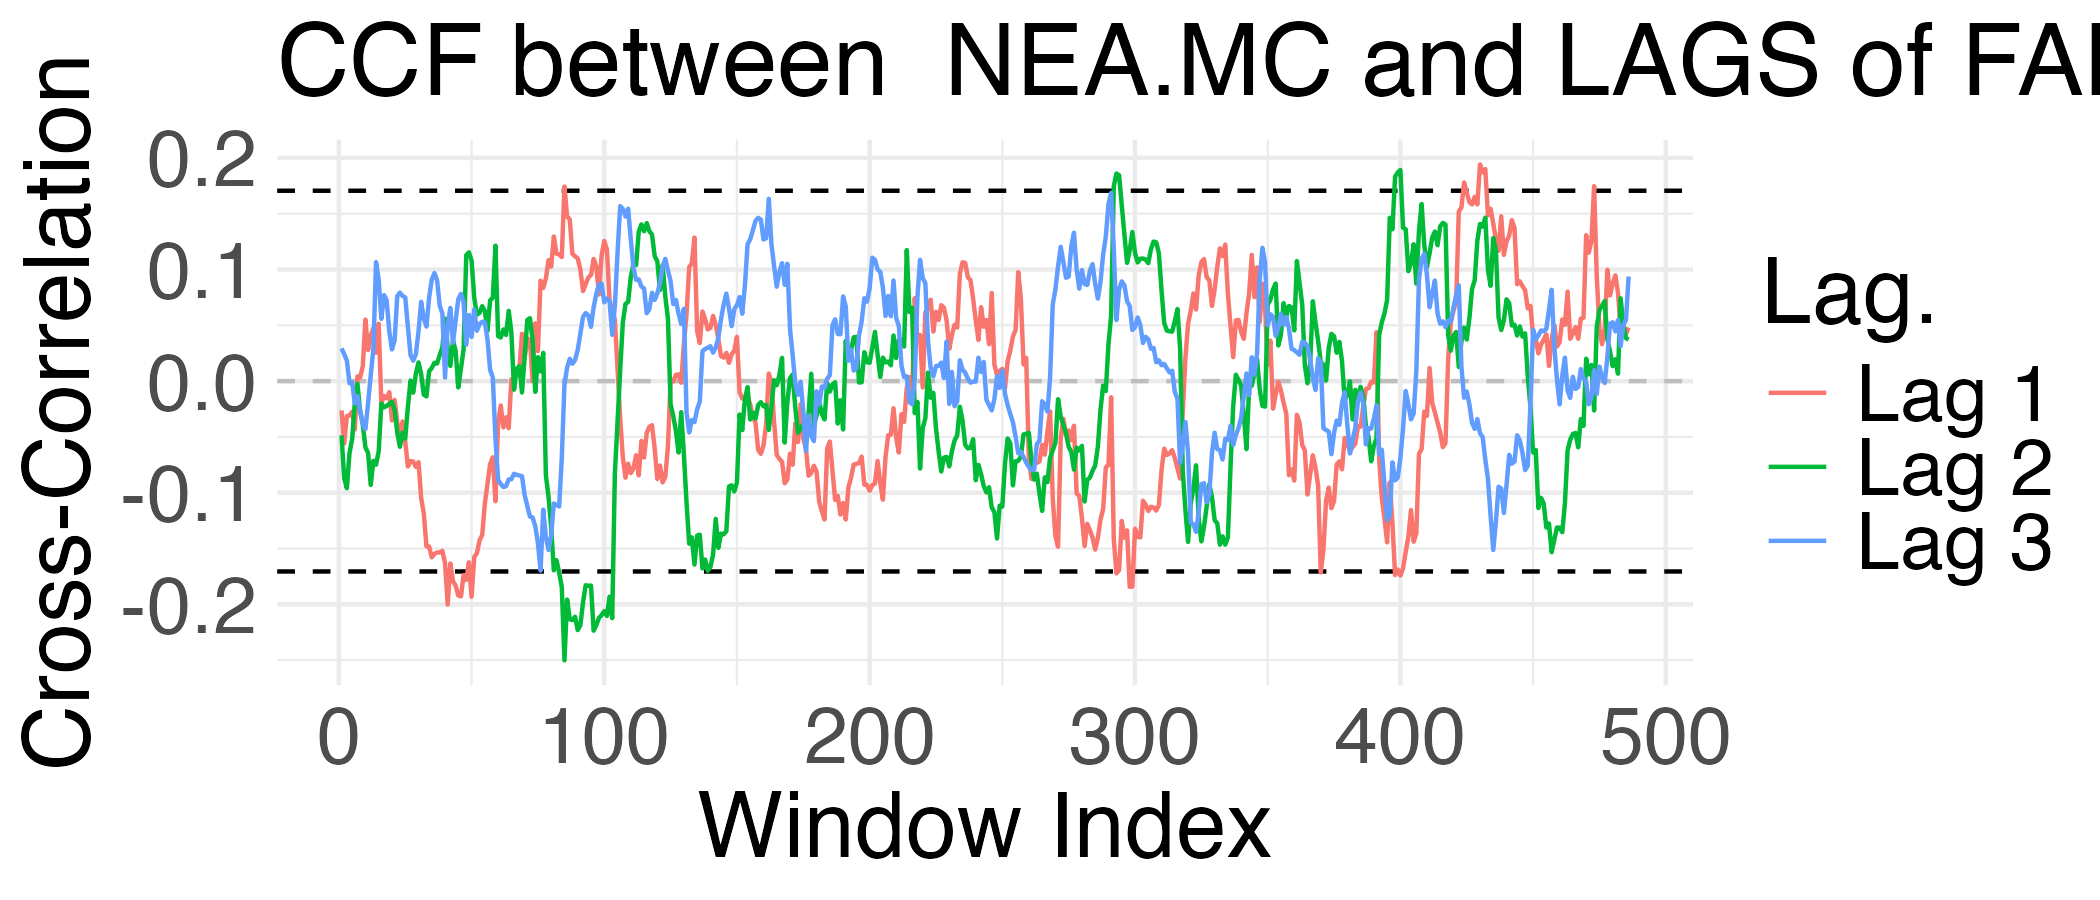 CCF between  NEA.MC and LAGS of FA
Cross-Correlation
0.2
0.1
0.0
-0.1
-0.2
0 100 200 300 400 500
Window Index
Lag.
Lag 1
Lag 2
Lag 3